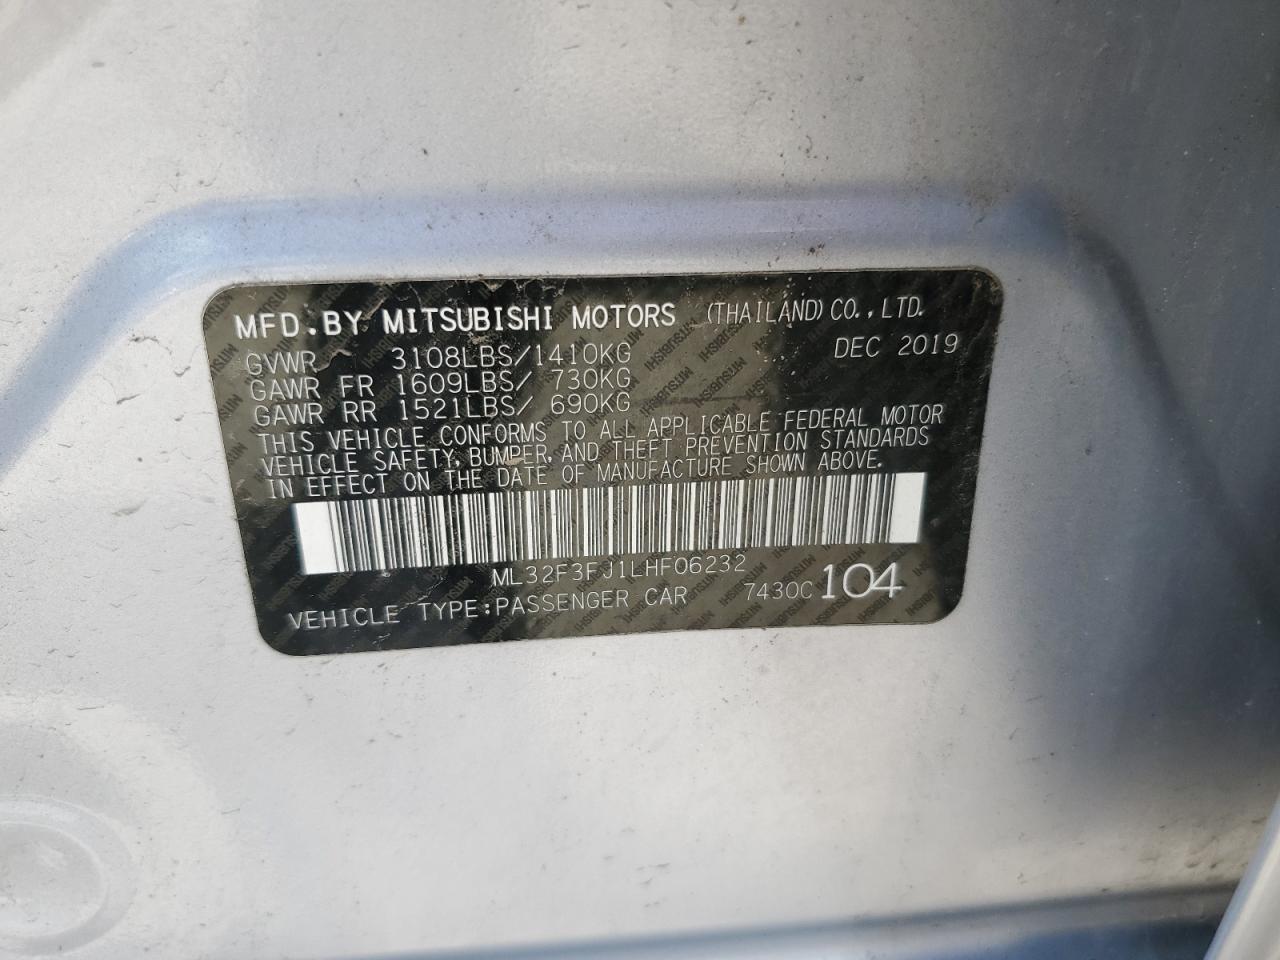 MFD.BY MITSUBISHI MOTORS (THAILAND)CO.,LTD.
GVWR 3108LBS/1410KG DEC 2019
GAWR FR 1609LBS/ 730KG
GAWR RR 1521LBS/ 690KG
THIS VEHICLE CONFORMS TO ALL APPLICABLE FEDERAL MOTOR
VEHICLE SAFETY, BUMPER, AND THEFT PREVENTION STANDARDS
IN EFFECT ON THE DATE OF MANUFACTURE SHOWN ABOVE.
ML32F3FJ1LHF06232
VEHICLE TYPE:PASSENGER CAR 7430C 104